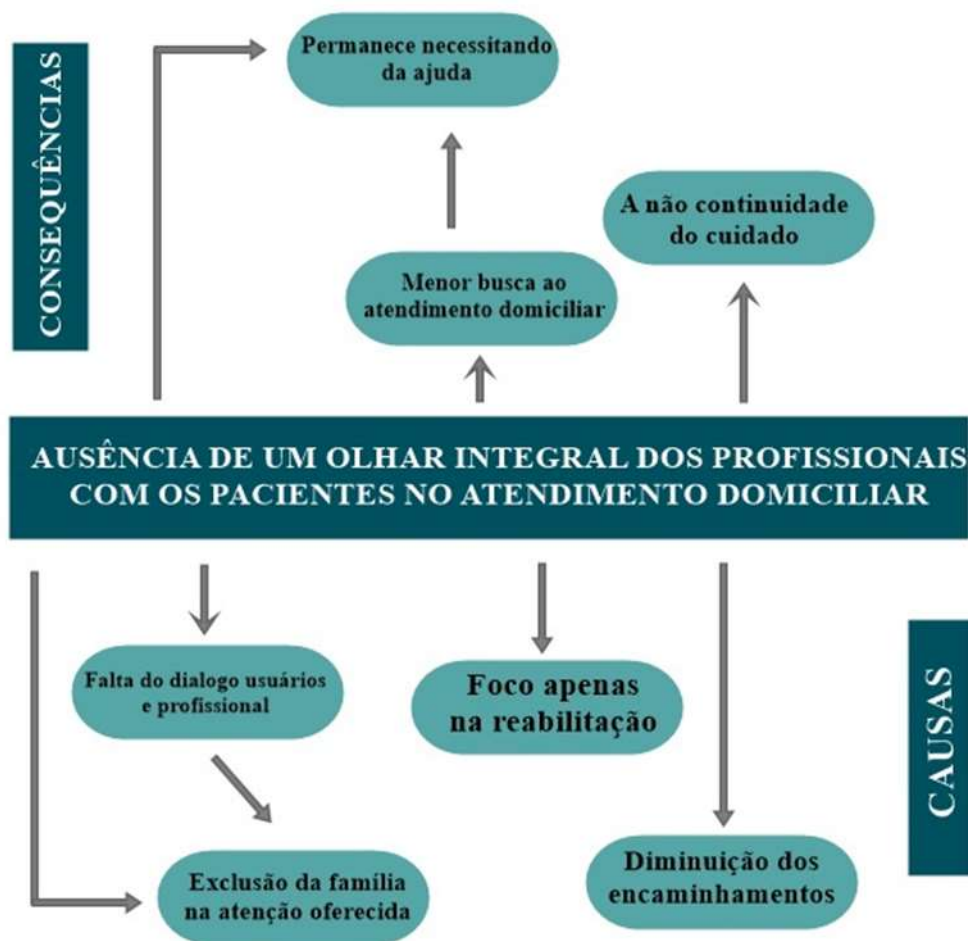 CONSEQUÊNCIAS
Permanece necessitando
da ajuda
A não continuidade
do cuidado
Menor busca ao
atendimento domiciliar
AUSÊNCIA DE UM OLHAR INTEGRAL DOS PROFISSIONAIS
COM OS PACIENTES NO ATENDIMENTO DOMICILIAR
Falta do dialogo usuários
e profissional
Foco apenas
na reabilitação
CAUSAS
Exclusão da família
na atenção oferecida
Diminuição dos
encaminhamentos